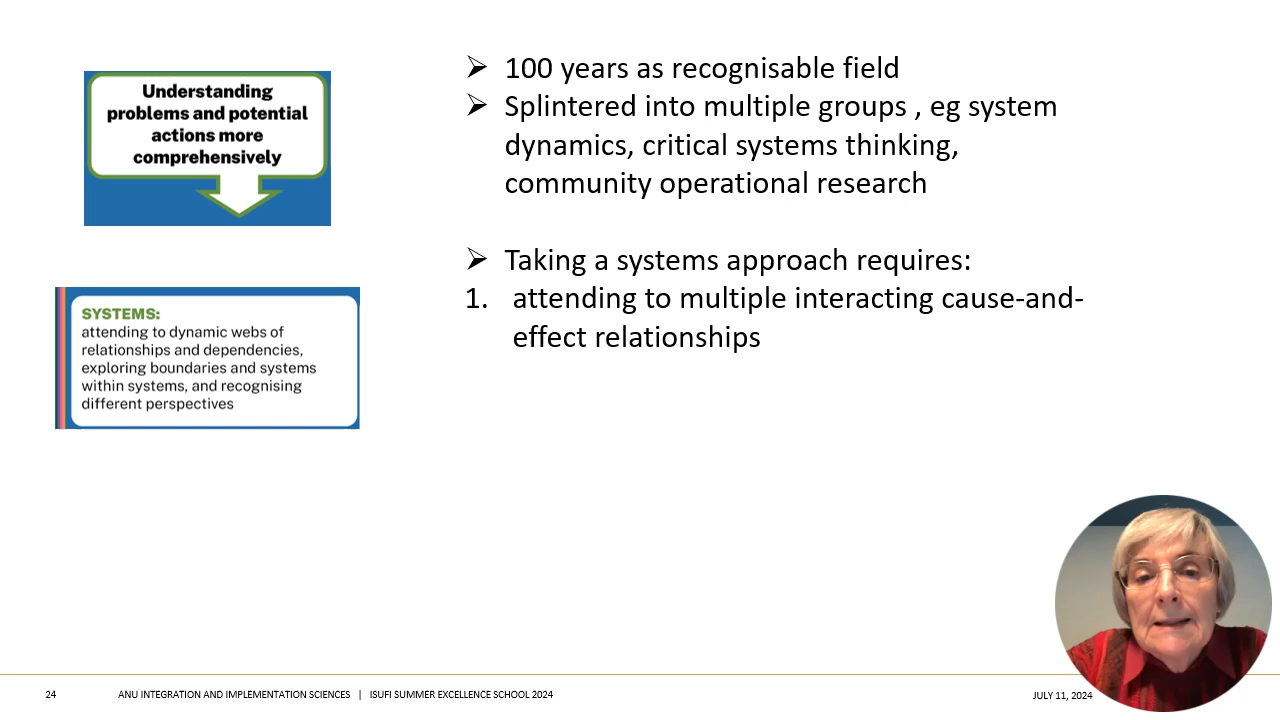 Understanding
problems and potential
actions more
comprehensively
SYSTEMS:
attending to dynamic webs of
relationships and dependencies,
exploring boundaries and systems
within systems, and recognising
different perspectives
➢ 100 years as recognisable field
➢ Splintered into multiple groups , eg system
dynamics, critical systems thinking,
community operational research
➢ Taking a systems approach requires:
1. attending to multiple interacting cause-and-
effect relationships
24 ANU INTEGRATION AND IMPLEMENTATION SCIENCES | ISUFI SUMMER EXCELLENCE SCHOOL 2024 JULY 11, 2024